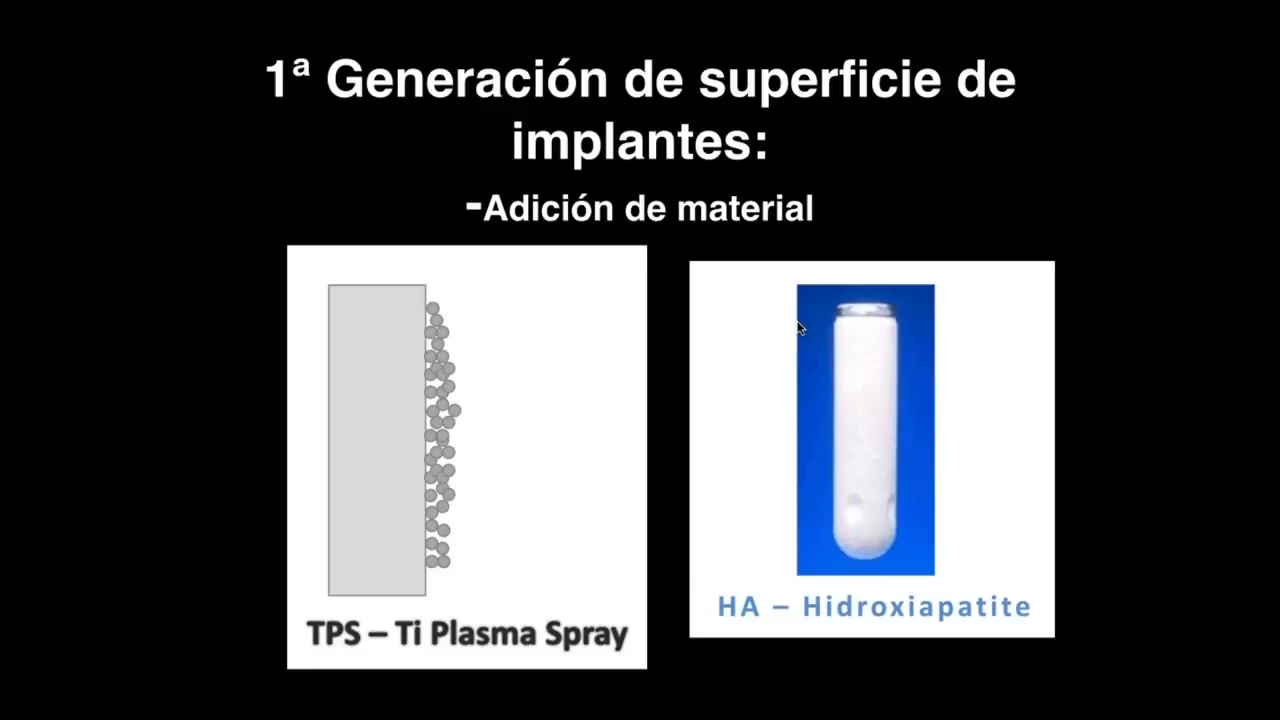 1ª Generación de superficie de
implantes:
-Adición de material
TPS – Ti Plasma Spray
HA – Hidroxiapatite